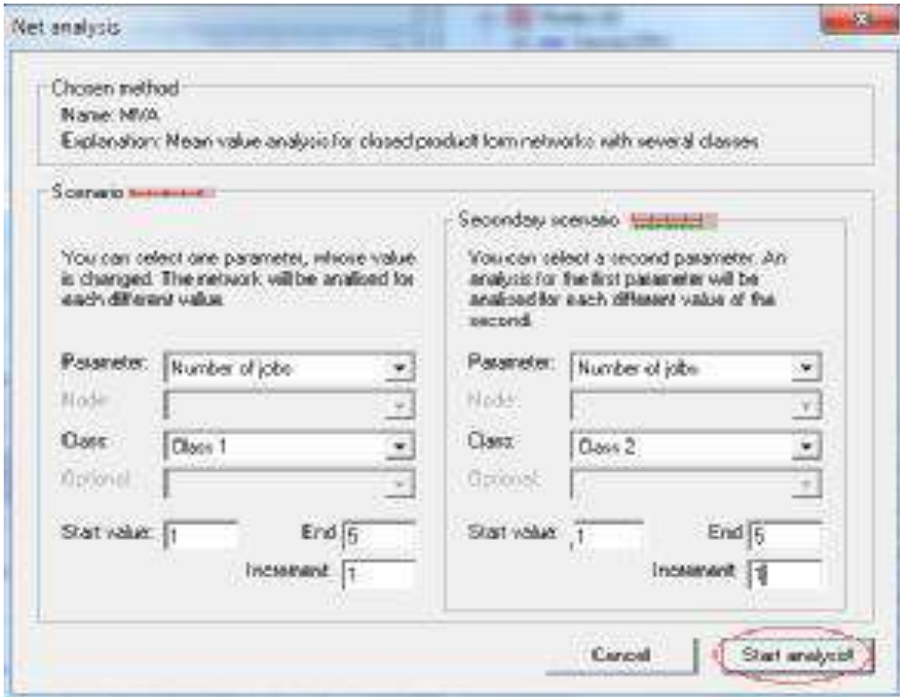 Net analysis
Chosen method
Name: MVA
Explanation: Mean value analysis for closed product form networks with several classes
Scenario
You can select one parameter, whose value
is changed. The network will be analised for
each different value.
Parameter: Number of jobs
Node:
Class: Class 1
Optional:
Start value: 1 End 5
Increment: 1
Secondary scenario
You can select a second parameter. An
analysis for the first parameter will be
analised for each different value of the
second.
Parameter: Number of jobs
Node:
Class: Class 2
Optional:
Start value: 1 End 5
Increment: 1
Cancel
Start analysis!